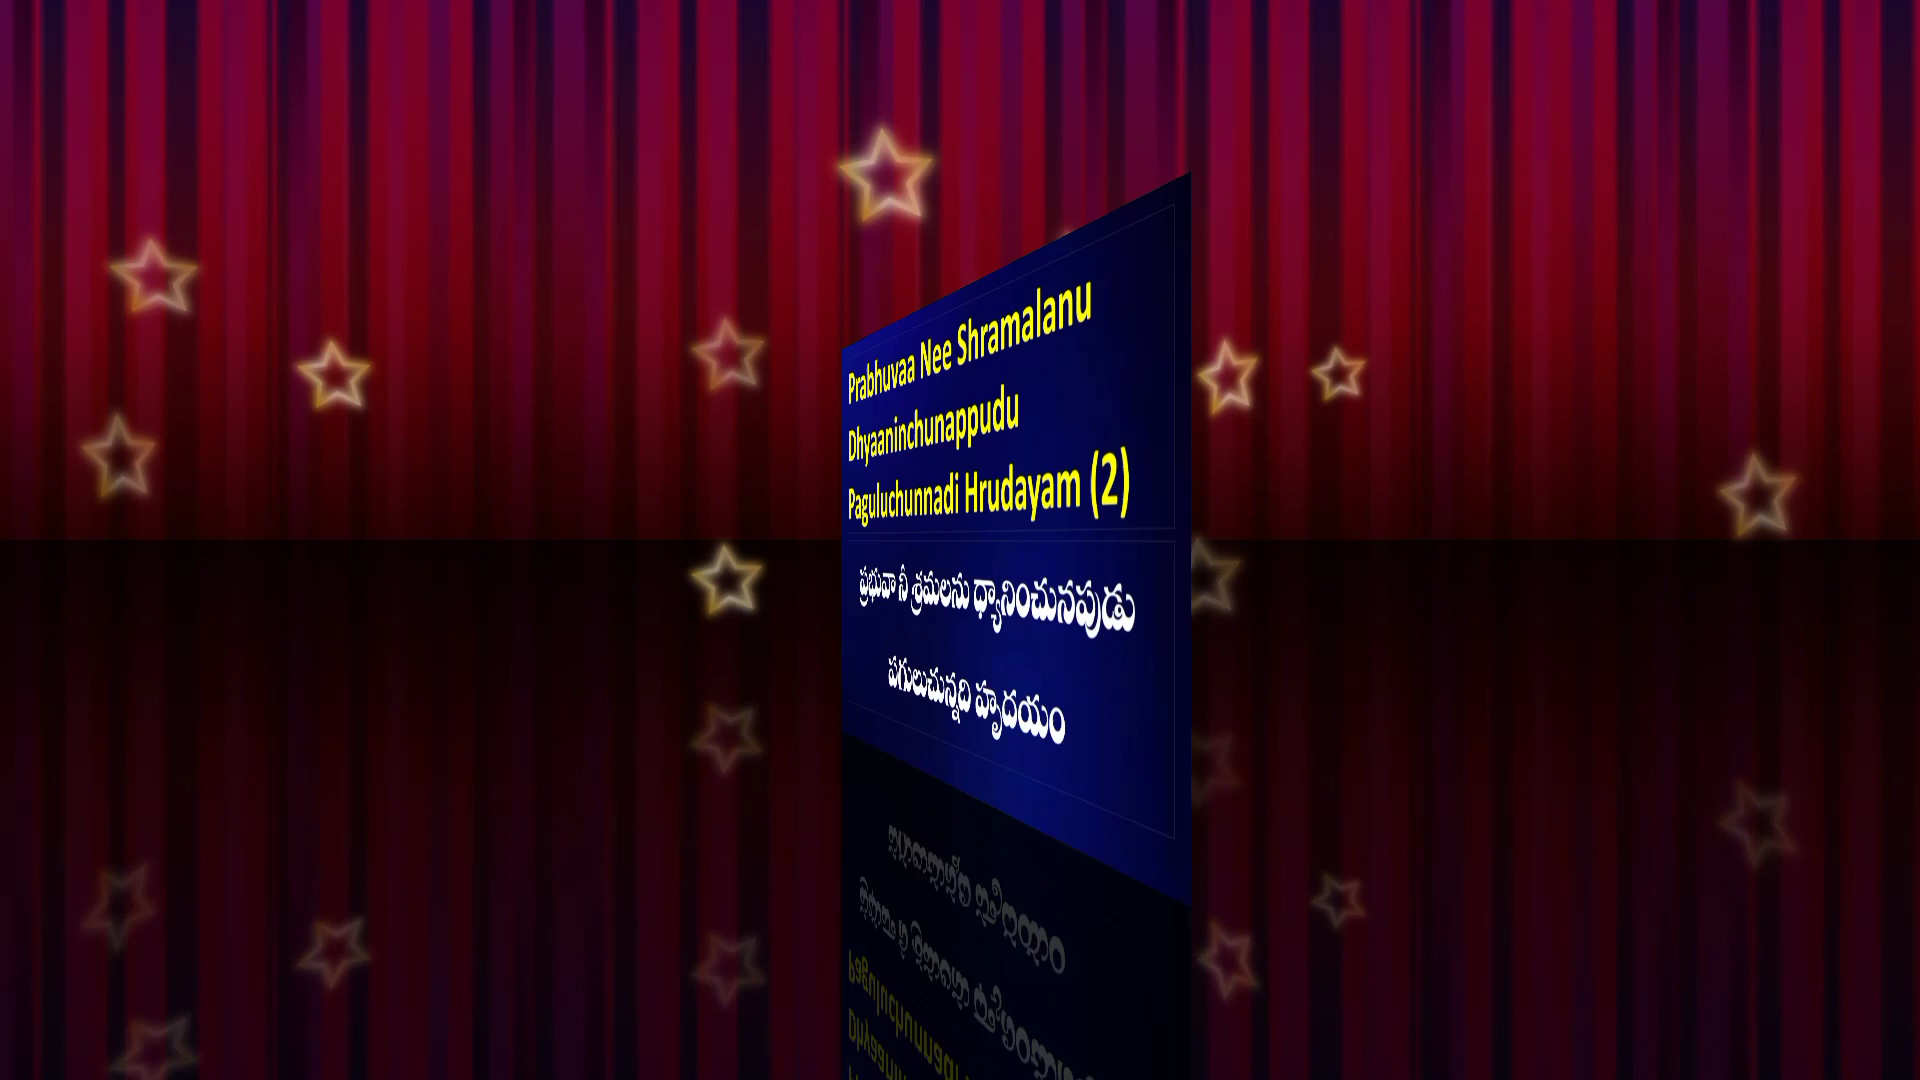 Prabhuvaa Nee Shramalanu
Dhyaaninchunappudu
Paguluchunnadi Hrudayam (2)
ప్రభువా నీ శ్రమలను ధ్యానించునపుడు
పగులుచున్నది హృదయం